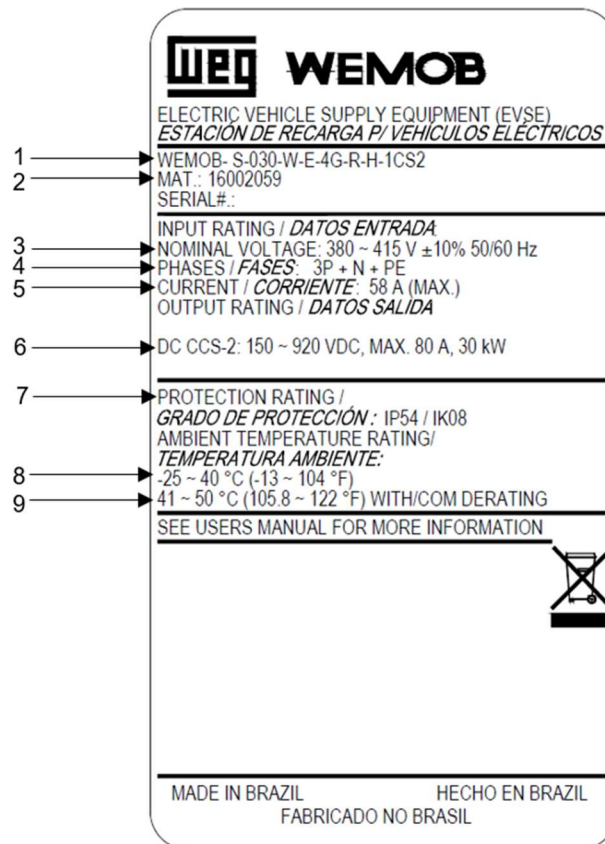 weg WEMOB
ELECTRIC VEHICLE SUPPLY EQUIPMENT (EVSE)
ESTACIÓN DE RECARGA P/ VEHÍCULOS ELÉCTRICOS
1 WEMOB- S-030-W-E-4G-R-H-1CS2
2 MAT.: 16002059
SERIAL#.:
INPUT RATING / DATOS ENTRADA:
3 NOMINAL VOLTAGE: 380 ~ 415 V ±10% 50/60 Hz
4 PHASES / FASES: 3P + N + PE
5 CURRENT / CORRIENTE: 58 A (MAX.)
OUTPUT RATING / DATOS SALIDA
6 DC CCS-2: 150 ~ 920 VDC, MAX. 80 A, 30 kW
7 PROTECTION RATING /
GRADO DE PROTECCIÓN : IP54 / IK08
AMBIENT TEMPERATURE RATING/
TEMPERATURA AMBIENTE:
8 -25 ~ 40 °C (-13 ~ 104 °F)
9 41 ~ 50 °C (105.8 ~ 122 °F) WITH/COM DERATING
SEE USERS MANUAL FOR MORE INFORMATION
MADE IN BRAZIL HECHO EN BRAZIL
FABRICADO NO BRASIL